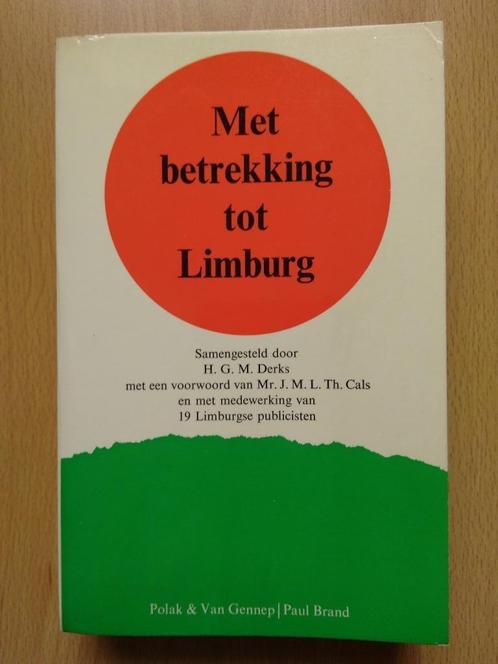 Met
betrekking
tot
Limburg
Samengesteld door
H. G. M. Derks
met een voorwoord van Mr. J. M. L. Th. Cals
en met medewerking van
19 Limburgse publicisten
Polak & Van Gennep | Paul Brand